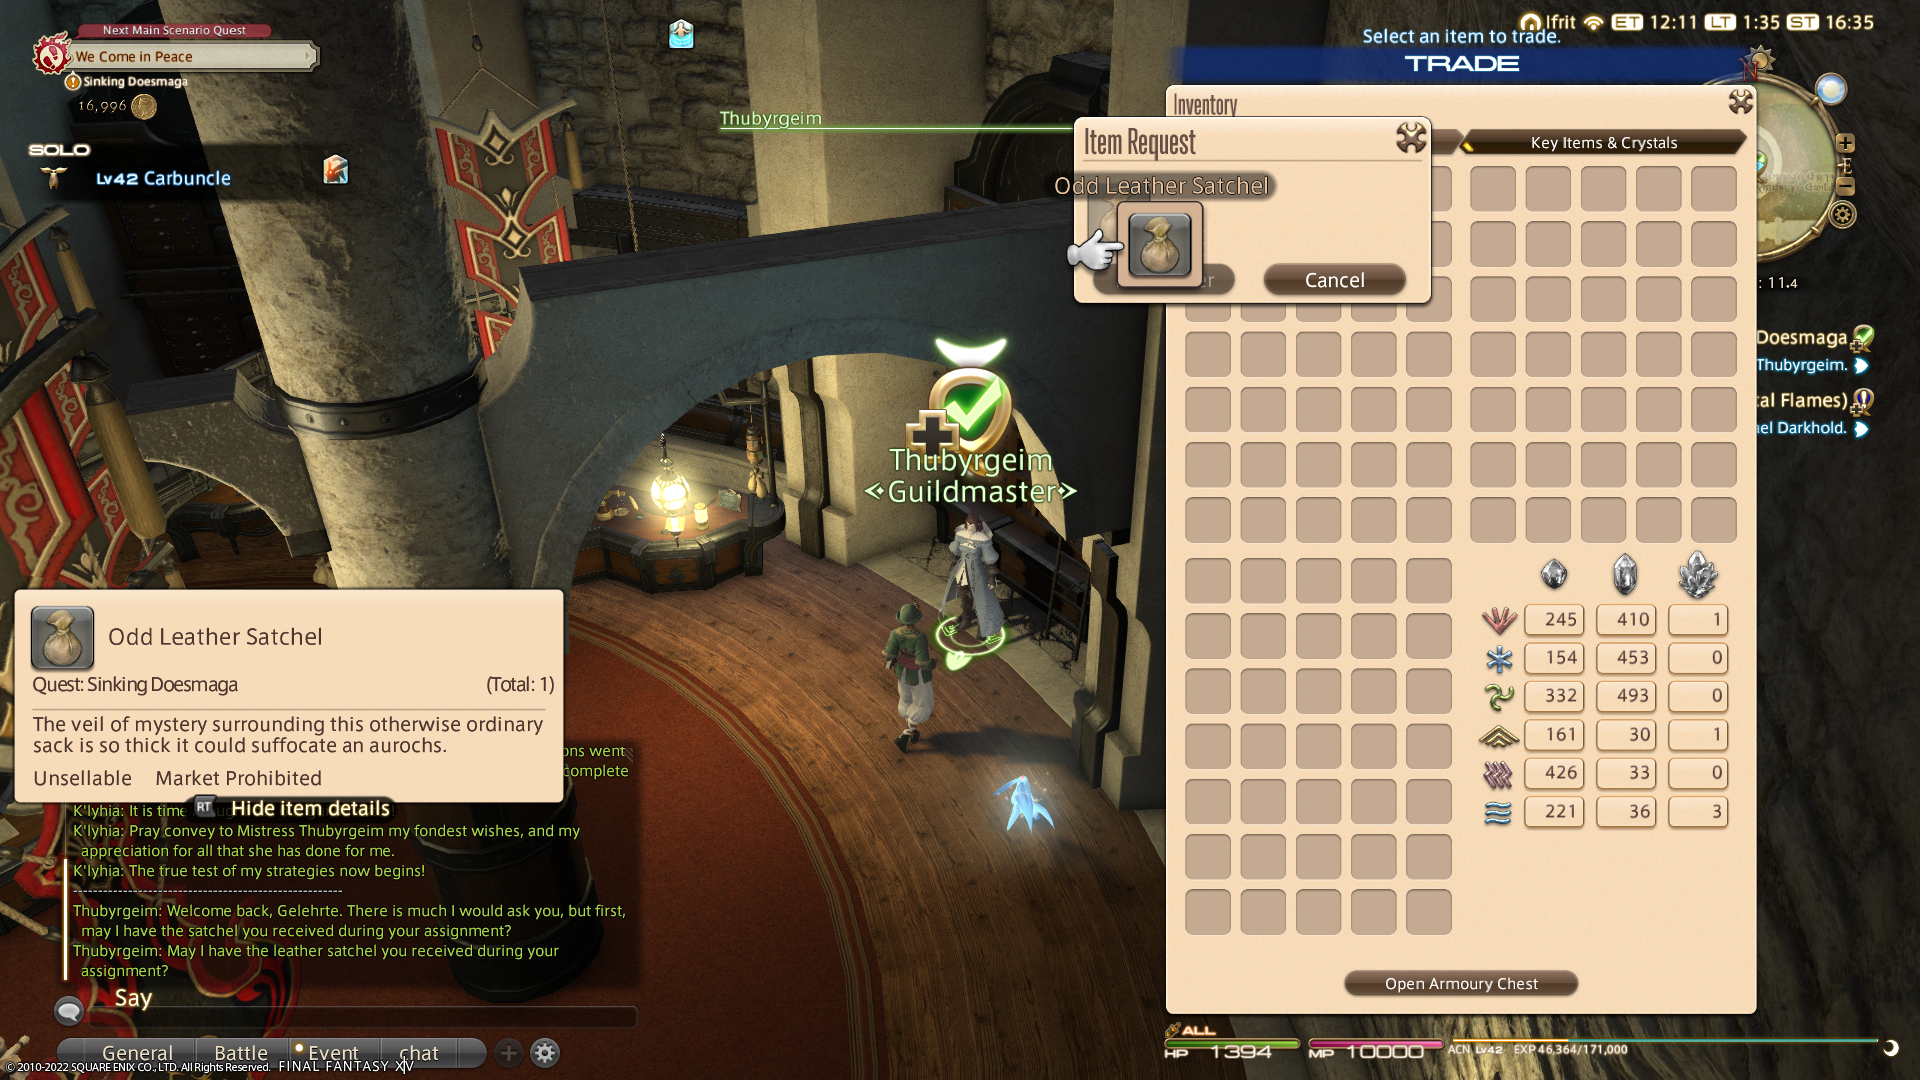 Next Main Scenario Quest
We Come in Peace
Sinking Doesmaga
16,996
SOLO
Lv42 Carbuncle
Ifrit ET 12:11 LT 1:35 ST 16:35
Select an item to trade.
TRADE
Thubyrgeim
N
Inventory
Key Items & Crystals
Item Request
Odd Leather Satchel
Cancel
E
: 11.4
Doesmaga
Thubyrgeim.
al Flames)
ael Darkhold.
Thubyrgeim
Guildmaster
245 410 1
154 453 0
332 493 0
161 30 1
426 33 0
221 36 3
Open Armoury Chest
Odd Leather Satchel
Quest: Sinking Doesmaga (Total: 1)
The veil of mystery surrounding this otherwise ordinary
sack is so thick it could suffocate an aurochs.
Unsellable Market Prohibited
RT Hide item details
ons went
complete
K'lyhia: It is time
K'lyhia: Pray convey to Mistress Thubyrgeim my fondest wishes, and my
appreciation for all that she has done for me.
K'lyhia: The true test of my strategies now begins!
------------------------------------------------------
Thubyrgeim: Welcome back, Gelehrte. There is much I would ask you, but first,
may I have the satchel you received during your assignment?
Thubyrgeim: May I have the leather satchel you received during your
assignment?
Say
General Battle Event chat
© 2010-2022 SQUARE ENIX CO., LTD. All Rights Reserved. FINAL FANTASY XIV
ALL
HP 1394 MP 10000 ACN Lv42 EXP 46,364/171,000